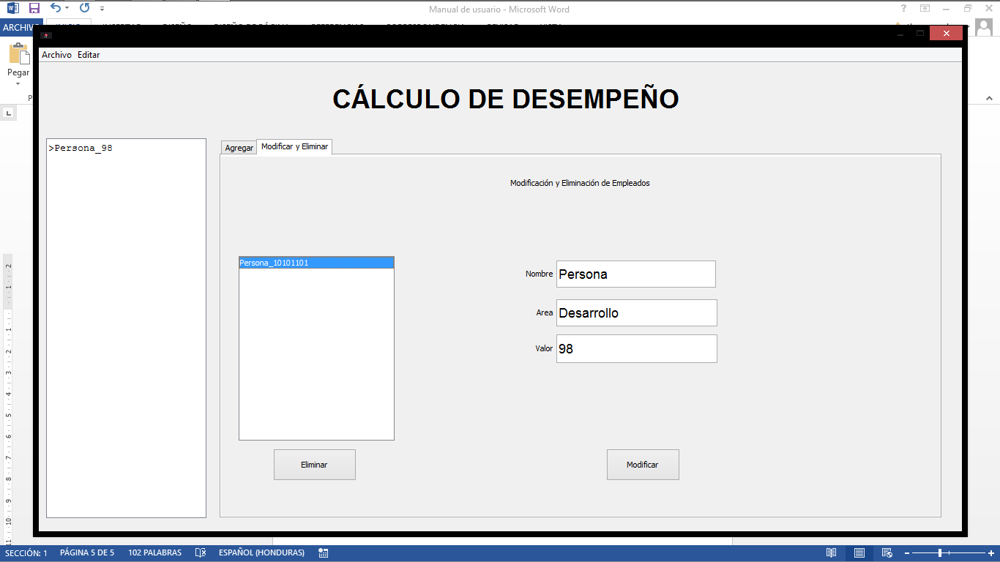 Manual de usuario - Microsoft Word
ARCHIV
Pegar
Archivo Editar
CÁLCULO DE DESEMPEÑO
>Persona_98
Agregar Modificar y Eliminar
Modificación y Eliminación de Empleados
Persona_10101101
Nombre Persona
Area Desarrollo
Valor 98
Eliminar Modificar
SECCIÓN: 1 PÁGINA 5 DE 5 102 PALABRAS ESPAÑOL (HONDURAS)